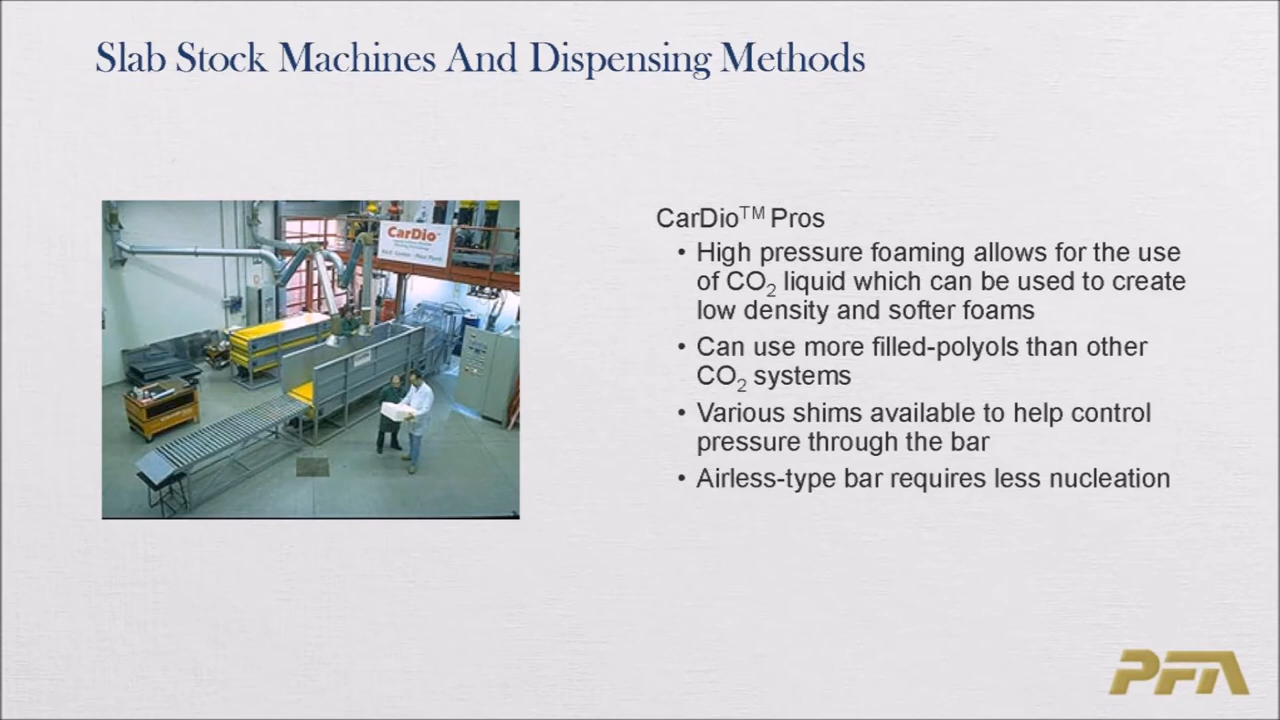 Slab Stock Machines And Dispensing Methods
CarDio™
CarDio™ Pros
• High pressure foaming allows for the use
of CO₂ liquid which can be used to create
low density and softer foams
• Can use more filled-polyols than other
CO₂ systems
• Various shims available to help control
pressure through the bar
• Airless-type bar requires less nucleation
PFA